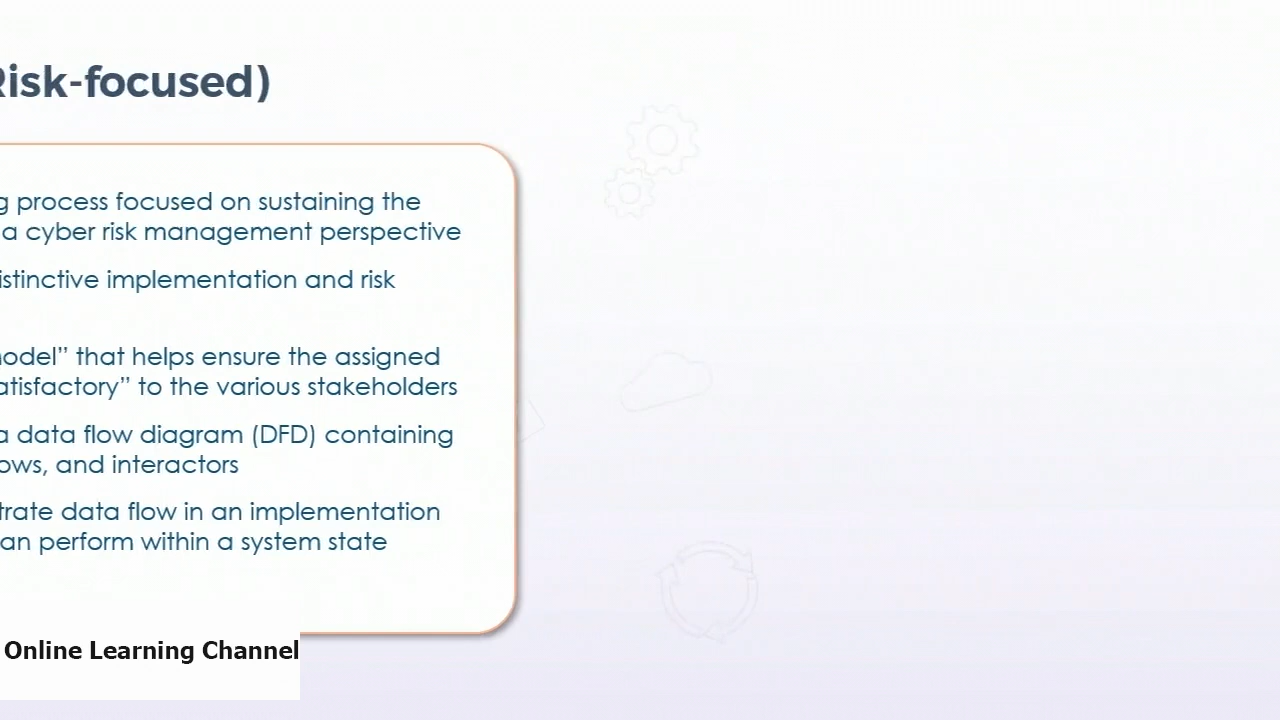 Risk-focused)
g process focused on sustaining the
a cyber risk management perspective
istinctive implementation and risk
odel” that helps ensure the assigned
atisfactory” to the various stakeholders
a data flow diagram (DFD) containing
ows, and interactors
trate data flow in an implementation
an perform within a system state
Online Learning Channel